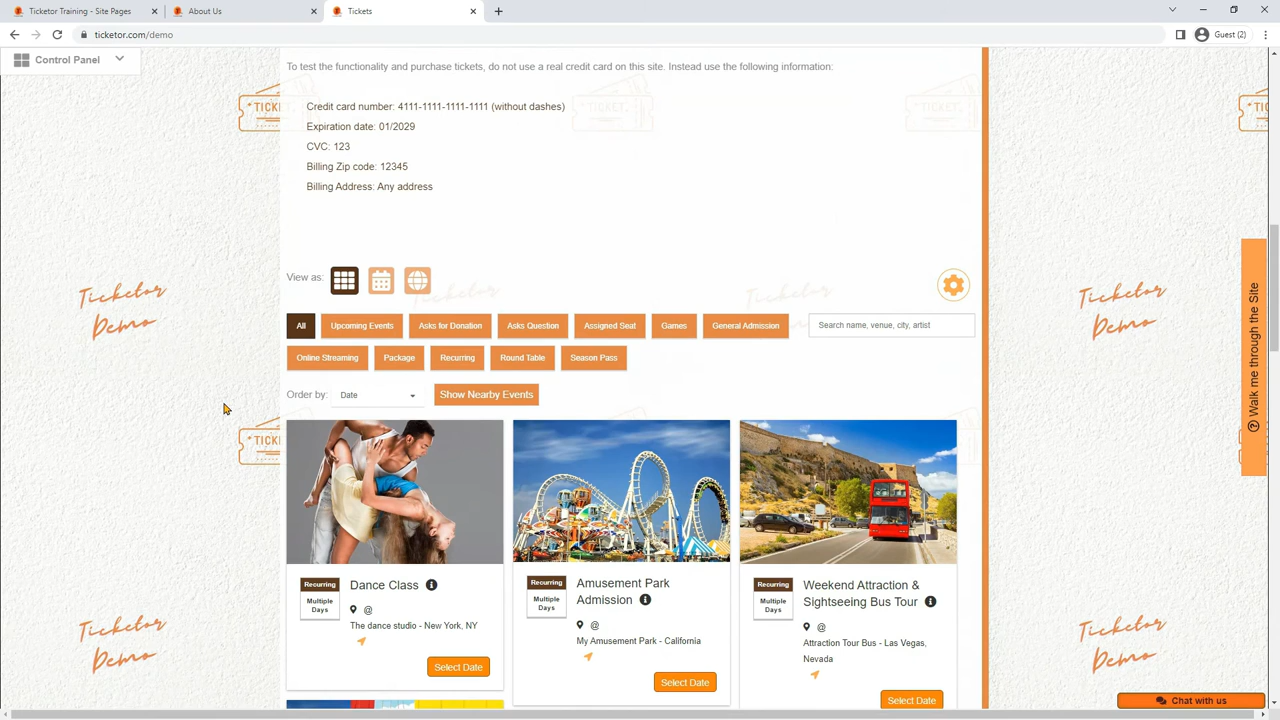 Ticketor Training - Site Pages
About Us
Tickets
ticketor.com/demo
Guest (2)
Control Panel
To test the functionality and purchase tickets, do not use a real credit card on this site. Instead use the following information:
Credit card number: 4111-1111-1111-1111 (without dashes)
Expiration date: 01/2029
CVC: 123
Billing Zip code: 12345
Billing Address: Any address
View as:
All
Upcoming Events
Asks for Donation
Asks Question
Assigned Seat
Games
General Admission
Search name, venue, city, artist
Online Streaming
Package
Recurring
Round Table
Season Pass
Order by:
Date
Show Nearby Events
Recurring
Multiple
Days
Dance Class
@
The dance studio - New York, NY
Select Date
Recurring
Multiple
Days
Amusement Park
Admission
@
My Amusement Park - California
Select Date
Recurring
Multiple
Days
Weekend Attraction &
Sightseeing Bus Tour
@
Attraction Tour Bus - Las Vegas,
Nevada
Select Date
Ticketor
Demo
Ticketor
Demo
Ticketor
Demo
Ticketor
Demo
TICKET
Walk me through the Site
Chat with us